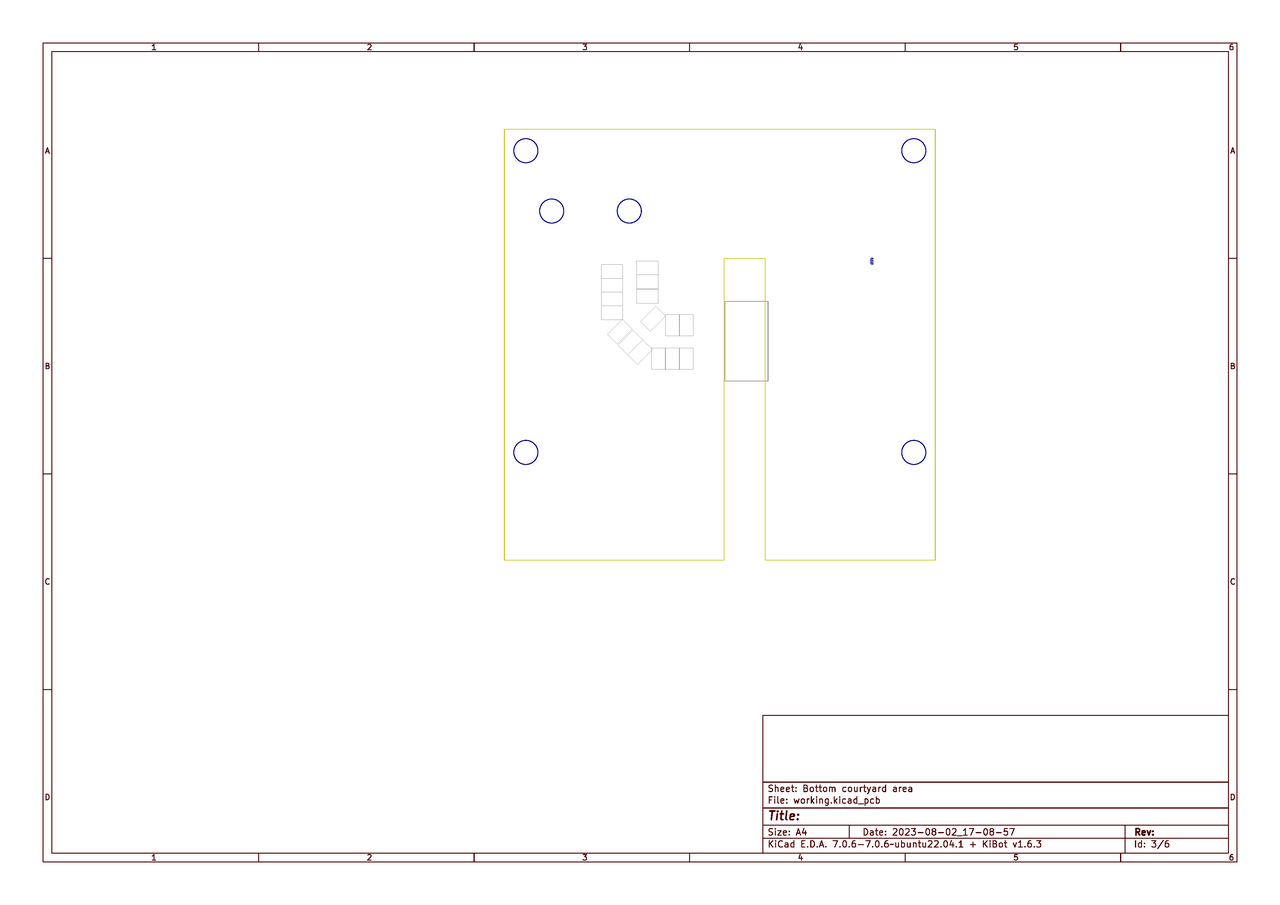 1 2 3 4 5 6
A A
B B
C C
D D
Sheet: Bottom courtyard area
File: working.kicad_pcb
Title:
Size: A4 Date: 2023-08-02_17-08-57 Rev:
KiCad E.D.A. 7.0.6-7.0.6~ubuntu22.04.1 + KiBot v1.6.3 Id: 3/6
1 2 3 4 5 6